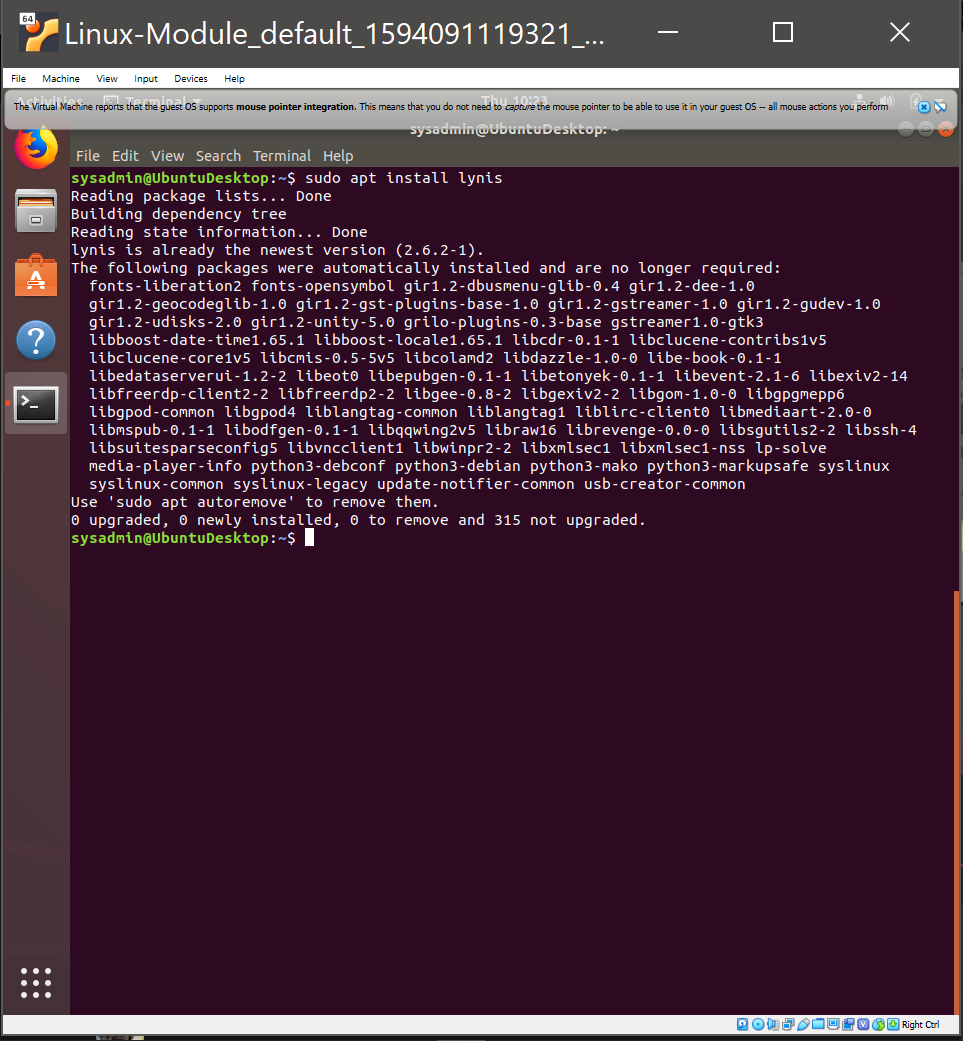 64
Linux-Module_default_1594091119321_...
File Machine View Input Devices Help
Activities Terminal Thu 10:23
The Virtual Machine reports that the guest OS supports mouse pointer integration. This means that you do not need to capture the mouse pointer to be able to use it in your guest OS -- all mouse actions you perform
sysadmin@UbuntuDesktop: ~
File Edit View Search Terminal Help
sysadmin@UbuntuDesktop:~$ sudo apt install lynis
Reading package lists... Done
Building dependency tree
Reading state information... Done
lynis is already the newest version (2.6.2-1).
The following packages were automatically installed and are no longer required:
fonts-liberation2 fonts-opensymbol gir1.2-dbusmenu-glib-0.4 gir1.2-dee-1.0
gir1.2-geocodeglib-1.0 gir1.2-gst-plugins-base-1.0 gir1.2-gstreamer-1.0 gir1.2-gudev-1.0
gir1.2-udisks-2.0 gir1.2-unity-5.0 grilo-plugins-0.3-base gstreamer1.0-gtk3
libboost-date-time1.65.1 libboost-locale1.65.1 libcdr-0.1-1 libclucene-contribs1v5
libclucene-core1v5 libcmis-0.5-5v5 libcolamd2 libdazzle-1.0-0 libe-book-0.1-1
libedataserverui-1.2-2 libeot0 libepubgen-0.1-1 libetonyek-0.1-1 libevent-2.1-6 libexiv2-14
libfreerdp-client2-2 libfreerdp2-2 libgee-0.8-2 libgexiv2-2 libgom-1.0-0 libgpgmepp6
libgpod-common libgpod4 liblangtag-common liblangtag1 liblirc-client0 libmediaart-2.0-0
libmspub-0.1-1 libodfgen-0.1-1 libqqwing2v5 libraw16 librevenge-0.0-0 libsgutils2-2 libssh-4
libsuitesparseconfig5 libvncclient1 libwinpr2-2 libxmlsec1 libxmlsec1-nss lp-solve
media-player-info python3-debconf python3-debian python3-mako python3-markupsafe syslinux
syslinux-common syslinux-legacy update-notifier-common usb-creator-common
Use 'sudo apt autoremove' to remove them.
0 upgraded, 0 newly installed, 0 to remove and 315 not upgraded.
sysadmin@UbuntuDesktop:~$
Right Ctrl